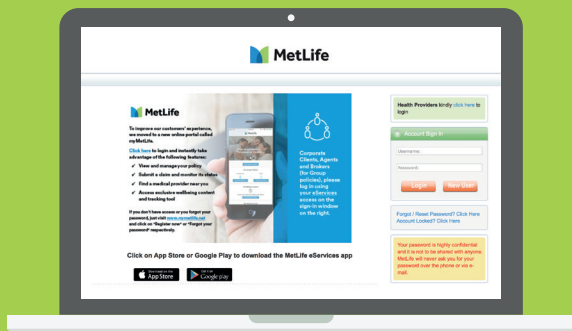 MetLife
MetLife
To improve our customers' experience,
we moved to a new online portal called
myMetLife.
Click here to login and instantly take
advantage of the following features:
✓ View and manage your policy
✓ Submit a claim and monitor its status
✓ Find a medical provider near you
✓ Access exclusive wellbeing content
and tracking tool
If you don't have access or you forgot your
password, just visit www.mymetlife.net
and click on "Register now" or "Forgot your
password" respectively.
Corporate
Clients, Agents
and Brokers
(for Group
policies), please
log in using
your eServices
access on the
sign-in window
on the right.
Click on App Store or Google Play to download the MetLife eServices app
Download on the
App Store
Get it on
Google play
Health Providers kindly click here to
login
Account Sign In
Username:
Password:
Login
New User
Forgot / Reset Password? Click Here
Account Locked? Click Here
Your password is highly confidential
and it is not to be shared with anyone.
MetLife will never ask you for your
password over the phone or via e-
mail.